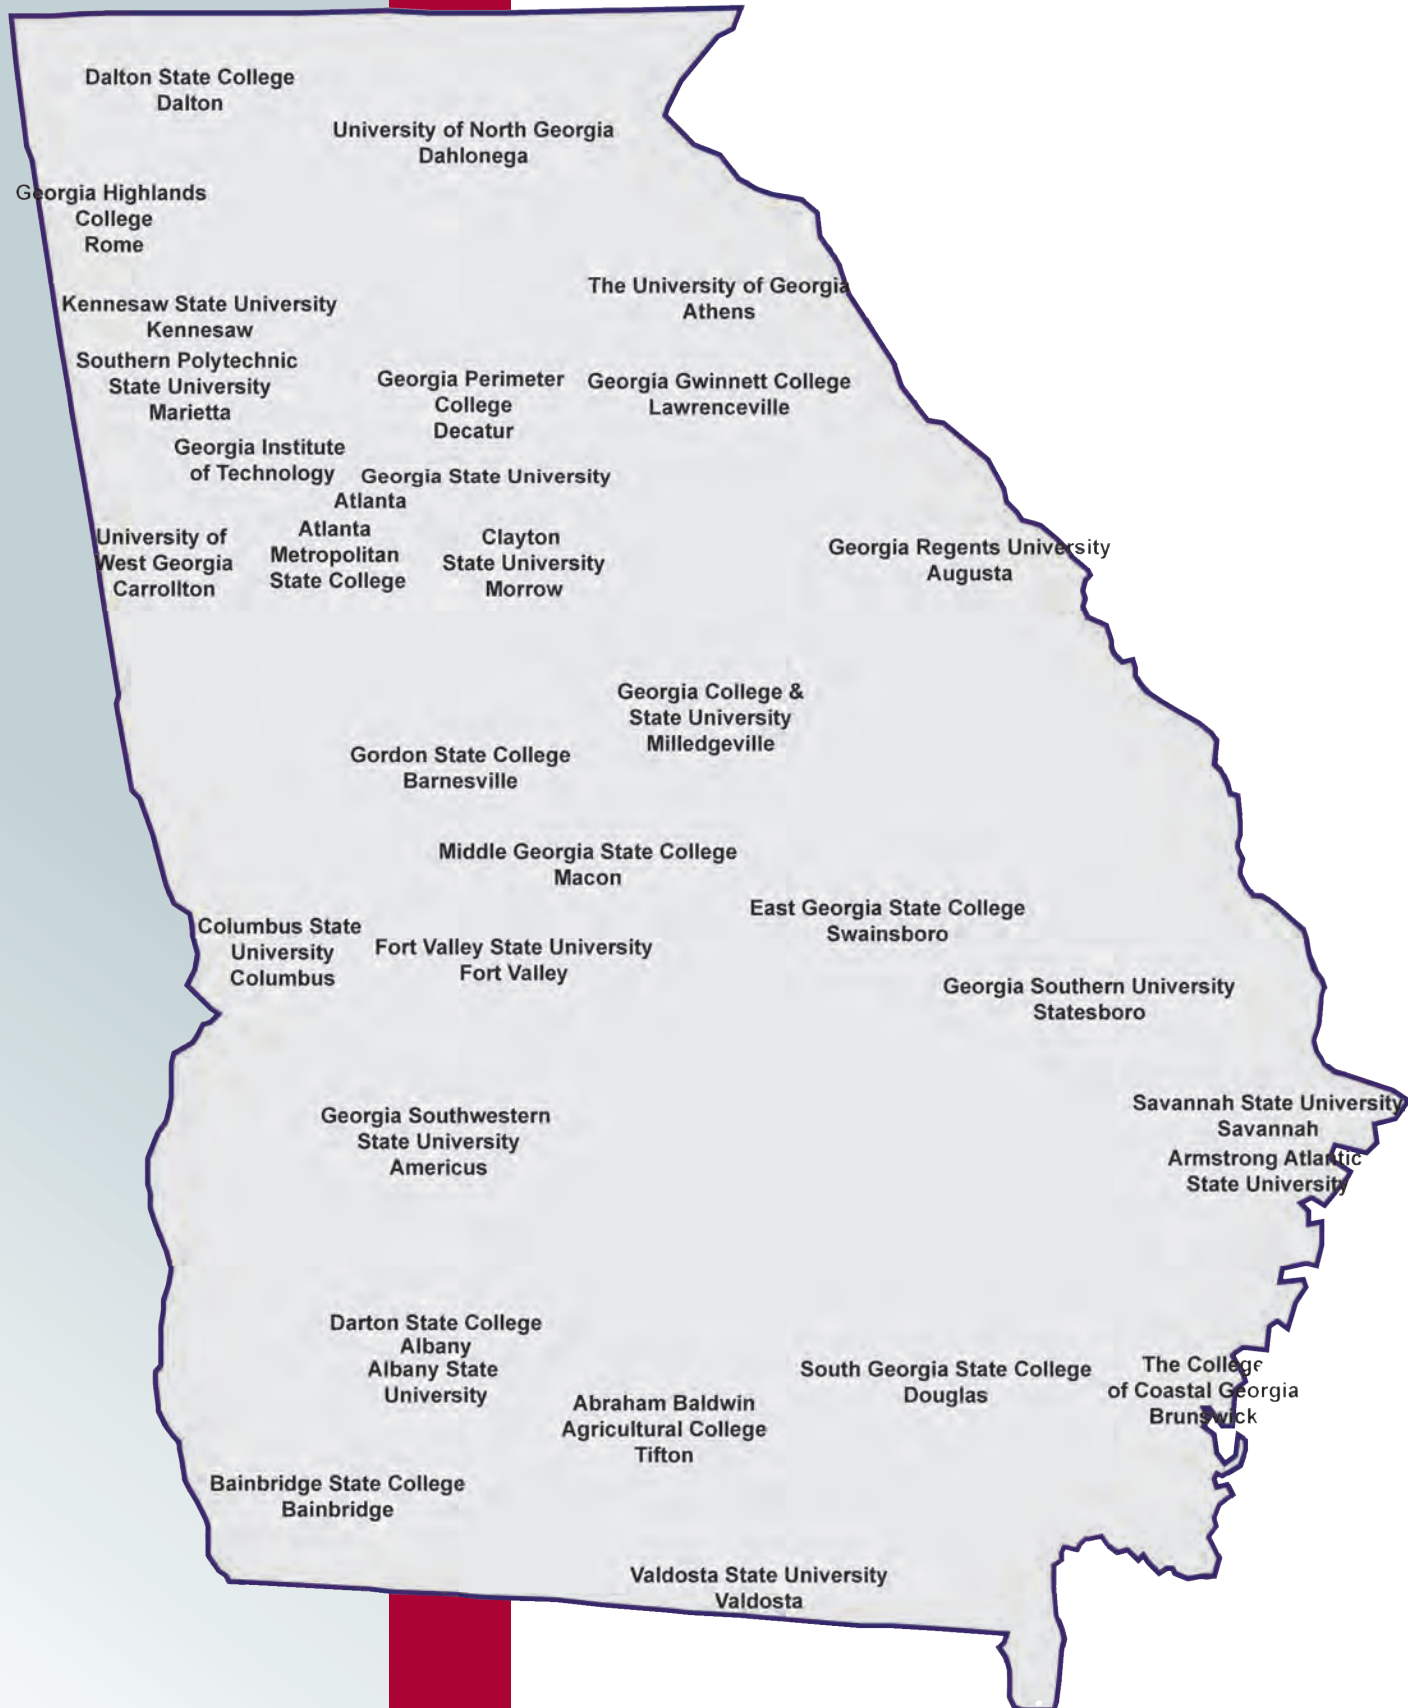 Dalton State College
Dalton
University of North Georgia
Dahlonega
Georgia Highlands
College
Rome
The University of Georgia
Athens
Kennesaw State University
Kennesaw
Southern Polytechnic
State University
Marietta
Georgia Perimeter
College
Decatur
Georgia Gwinnett College
Lawrenceville
Georgia Institute
of Technology
Georgia State University
Atlanta
Atlanta
Metropolitan
State College
University of
West Georgia
Carrollton
Clayton
State University
Morrow
Georgia Regents University
Augusta
Georgia College &
State University
Milledgeville
Gordon State College
Barnesville
Middle Georgia State College
Macon
East Georgia State College
Swainsboro
Columbus State
University
Columbus
Fort Valley State University
Fort Valley
Georgia Southern University
Statesboro
Savannah State University
Savannah
Armstrong Atlantic
State University
Georgia Southwestern
State University
Americus
Darton State College
Albany
Albany State
University
South Georgia State College
Douglas
The College
of Coastal Georgia
Brunswick
Abraham Baldwin
Agricultural College
Tifton
Bainbridge State College
Bainbridge
Valdosta State University
Valdosta